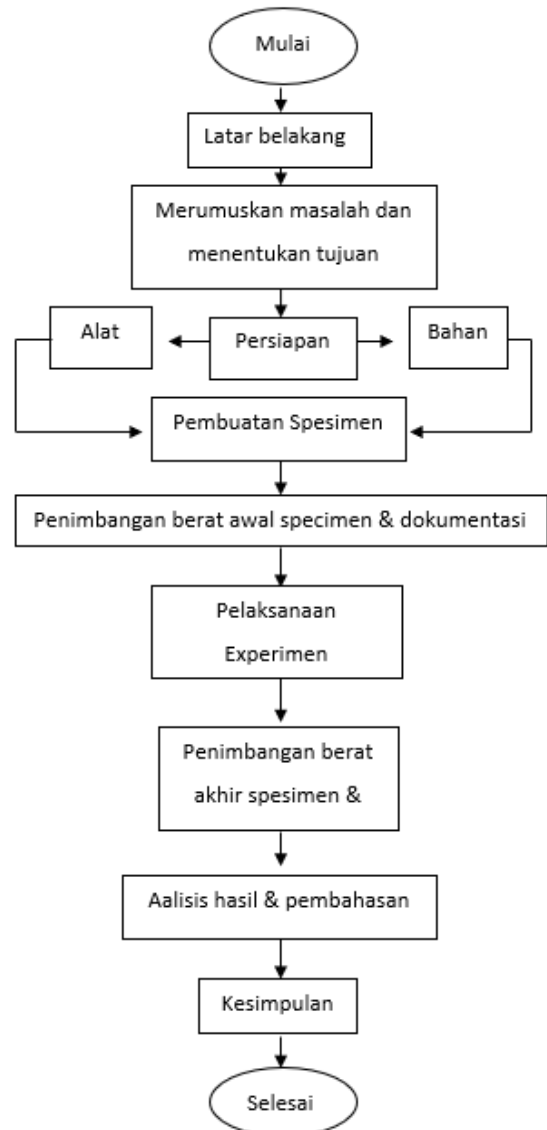 Mulai
Latar belakang
Merumuskan masalah dan
menentukan tujuan
Alat
Persiapan
Bahan
Pembuatan Spesimen
Penimbangan berat awal specimen & dokumentasi
Pelaksanaan
Experimen
Penimbangan berat
akhir spesimen &
Aalisis hasil & pembahasan
Kesimpulan
Selesai